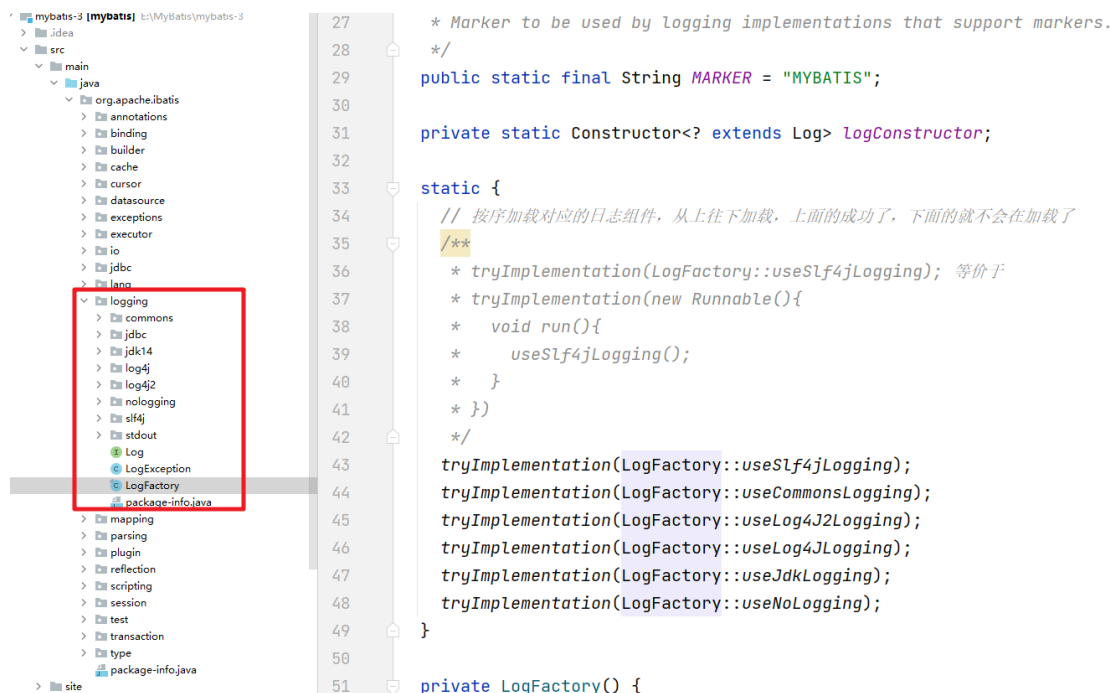 mybatis-3 [mybatis] E:\MyBatis\mybatis-3
.idea
src
main
java
org.apache.ibatis
annotations
binding
builder
cache
cursor
datasource
exceptions
executor
io
jdbc
lang
logging
commons
jdbc
jdk14
log4j
log4j2
nologging
slf4j
stdout
Log
LogException
LogFactory
package-info.java
mapping
parsing
plugin
reflection
scripting
session
test
transaction
type
package-info.java
site
27 * Marker to be used by logging implementations that support markers.
28 */
29 public static final String MARKER = "MYBATIS";
30
31 private static Constructor<? extends Log> logConstructor;
32
33 static {
34 // 按序加载对应的日志组件，从上往下加载，上面的成功了，下面的就不会在加载了
35 /**
36 * tryImplementation(LogFactory::useSlf4jLogging); 等价于
37 * tryImplementation(new Runnable(){
38 * void run(){
39 * useSlf4jLogging();
40 * }
41 * })
42 */
43 tryImplementation(LogFactory::useSlf4jLogging);
44 tryImplementation(LogFactory::useCommonsLogging);
45 tryImplementation(LogFactory::useLog4J2Logging);
46 tryImplementation(LogFactory::useLog4JLogging);
47 tryImplementation(LogFactory::useJdkLogging);
48 tryImplementation(LogFactory::useNoLogging);
49 }
50
51 private LogFactory() {